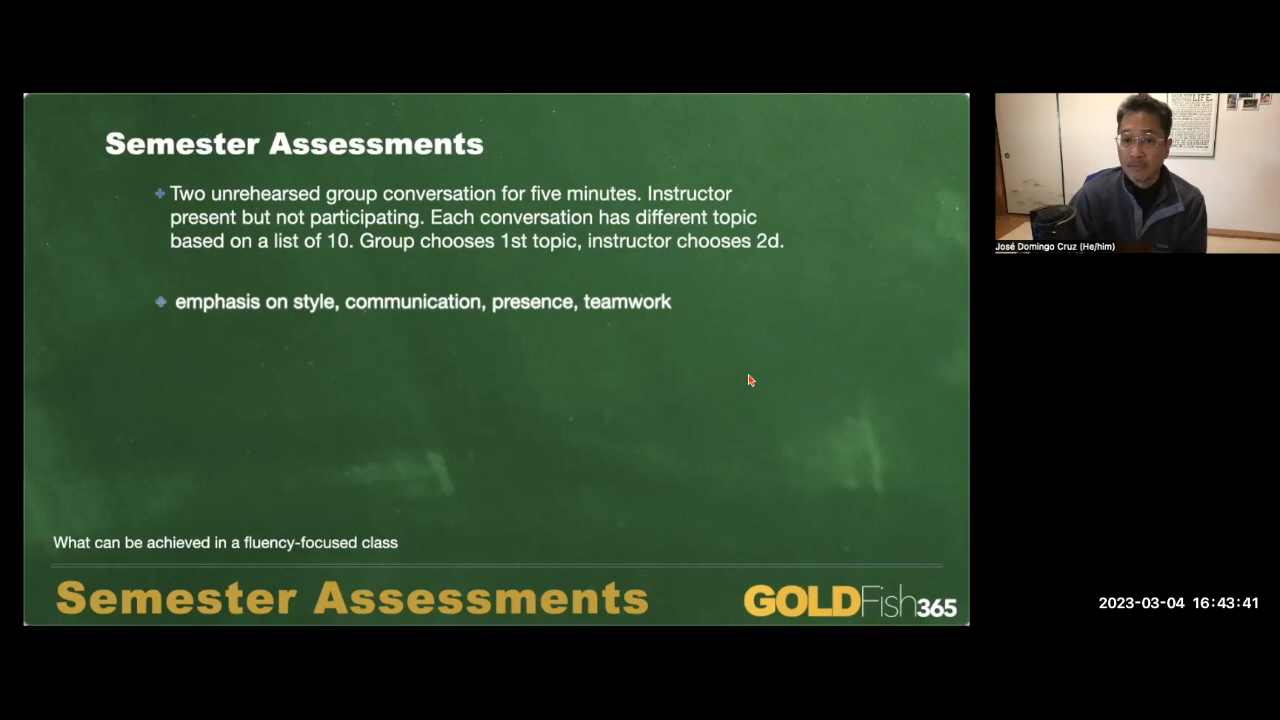 Semester Assessments
Two unrehearsed group conversation for five minutes. Instructor
present but not participating. Each conversation has different topic
based on a list of 10. Group chooses 1st topic, instructor chooses 2d.
emphasis on style, communication, presence, teamwork
What can be achieved in a fluency-focused class
Semester Assessments
GOLDFish365
LIFE.
José Domingo Cruz (He/him)
2023-03-04 16:43:41